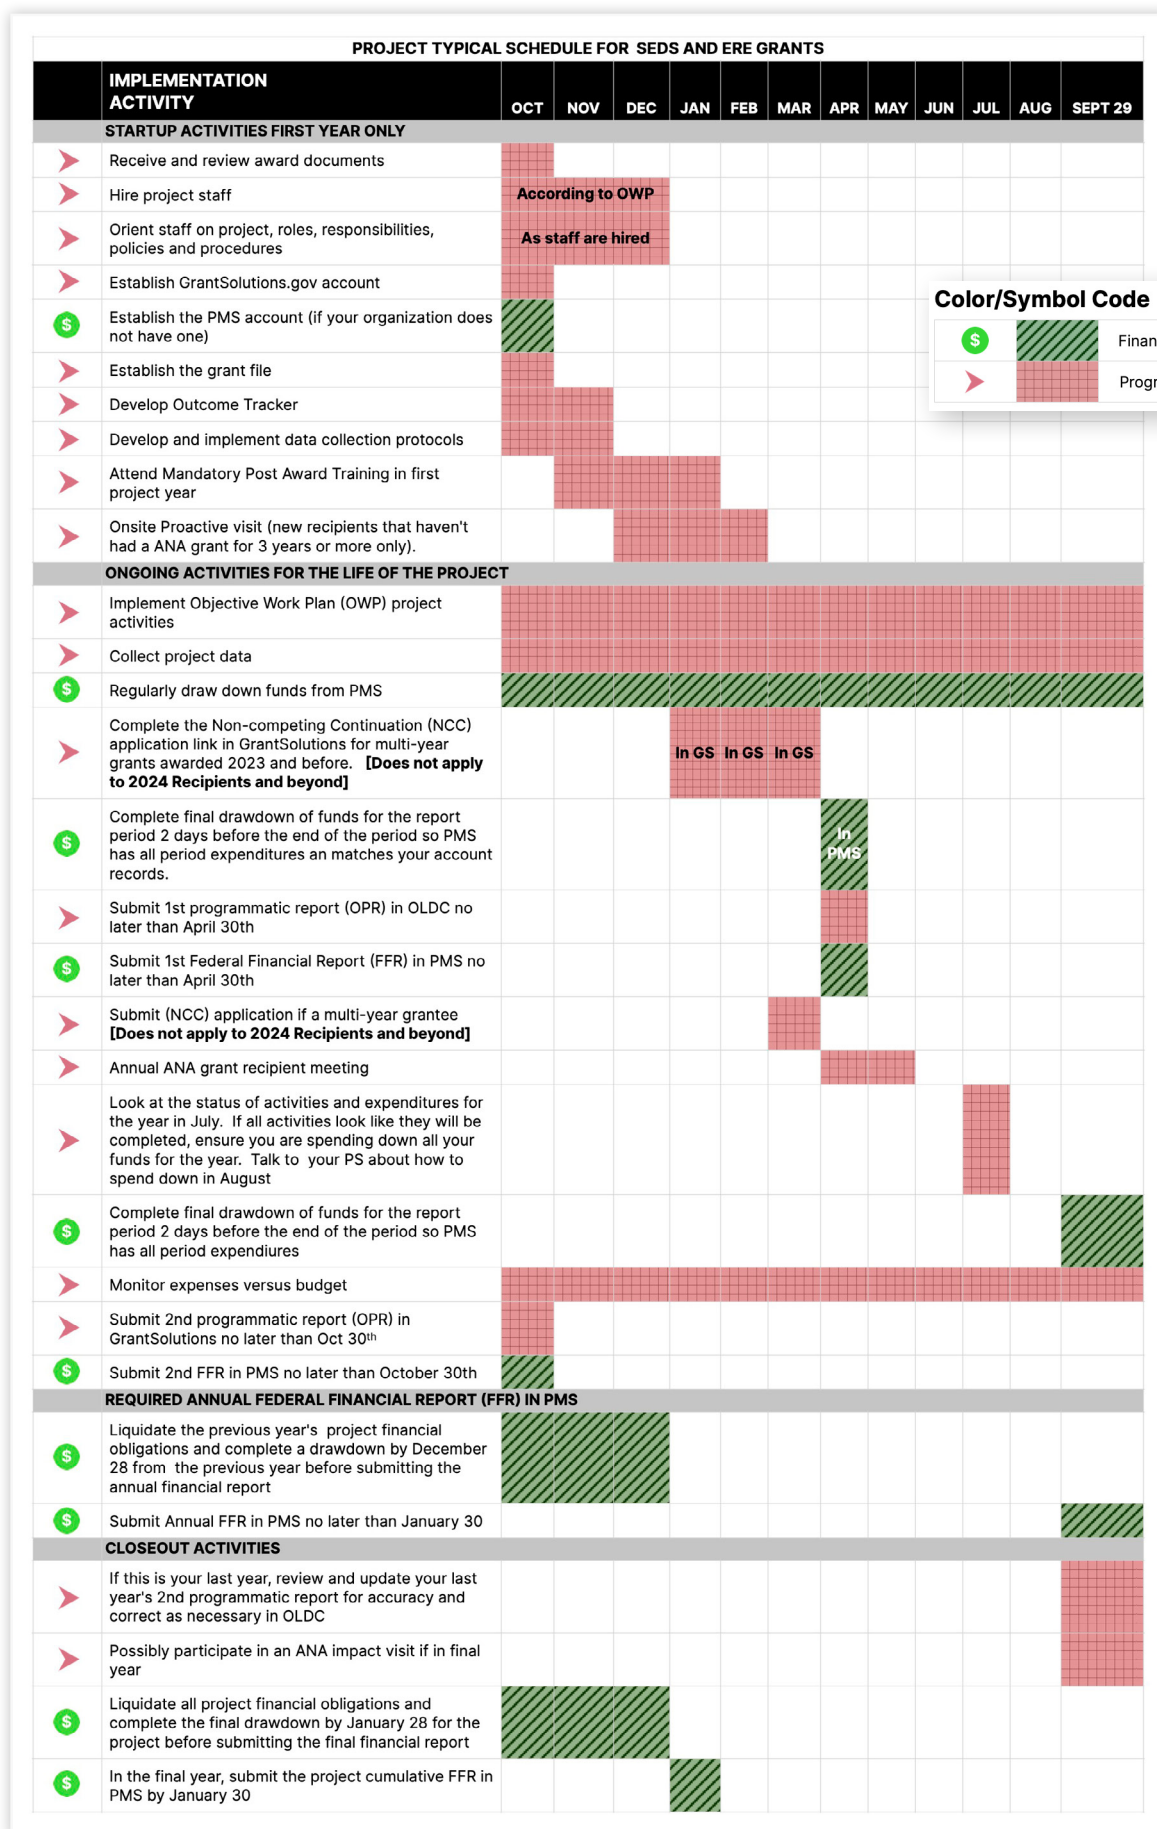 PROJECT TYPICAL SCHEDULE FOR SEDS AND ERE GRANTS
IMPLEMENTATION
ACTIVITY
OCT NOV DEC JAN FEB MAR APR MAY JUN JUL AUG SEPT 29
STARTUP ACTIVITIES FIRST YEAR ONLY
Receive and review award documents
Hire project staff
According to OWP
Orient staff on project, roles, responsibilities,
policies and procedures
As staff are hired
Establish GrantSolutions.gov account
Color/Symbol Code
$
Finan
Progr
$
Establish the PMS account (if your organization does
not have one)
Establish the grant file
Develop Outcome Tracker
Develop and implement data collection protocols
Attend Mandatory Post Award Training in first
project year
Onsite Proactive visit (new recipients that haven't
had a ANA grant for 3 years or more only).
ONGOING ACTIVITIES FOR THE LIFE OF THE PROJECT
Implement Objective Work Plan (OWP) project
activities
Collect project data
$
Regularly draw down funds from PMS
Complete the Non-competing Continuation (NCC)
application link in GrantSolutions for multi-year
grants awarded 2023 and before. [Does not apply
to 2024 Recipients and beyond]
In GS In GS In GS
$
Complete final drawdown of funds for the report
period 2 days before the end of the period so PMS
has all period expenditures an matches your account
records.
In
PMS
Submit 1st programmatic report (OPR) in OLDC no
later than April 30th
$
Submit 1st Federal Financial Report (FFR) in PMS no
later than April 30th
Submit (NCC) application if a multi-year grantee
[Does not apply to 2024 Recipients and beyond]
Annual ANA grant recipient meeting
Look at the status of activities and expenditures for
the year in July. If all activities look like they will be
completed, ensure you are spending down all your
funds for the year. Talk to your PS about how to
spend down in August
$
Complete final drawdown of funds for the report
period 2 days before the end of the period so PMS
has all period expendiures
Monitor expenses versus budget
Submit 2nd programmatic report (OPR) in
GrantSolutions no later than Oct 30th
$
Submit 2nd FFR in PMS no later than October 30th
REQUIRED ANNUAL FEDERAL FINANCIAL REPORT (FFR) IN PMS
$
Liquidate the previous year's project financial
obligations and complete a drawdown by December
28 from the previous year before submitting the
annual financial report
$
Submit Annual FFR in PMS no later than January 30
CLOSEOUT ACTIVITIES
If this is your last year, review and update your last
year's 2nd programmatic report for accuracy and
correct as necessary in OLDC
Possibly participate in an ANA impact visit if in final
year
$
Liquidate all project financial obligations and
complete the final drawdown by January 28 for the
project before submitting the final financial report
$
In the final year, submit the project cumulative FFR in
PMS by January 30